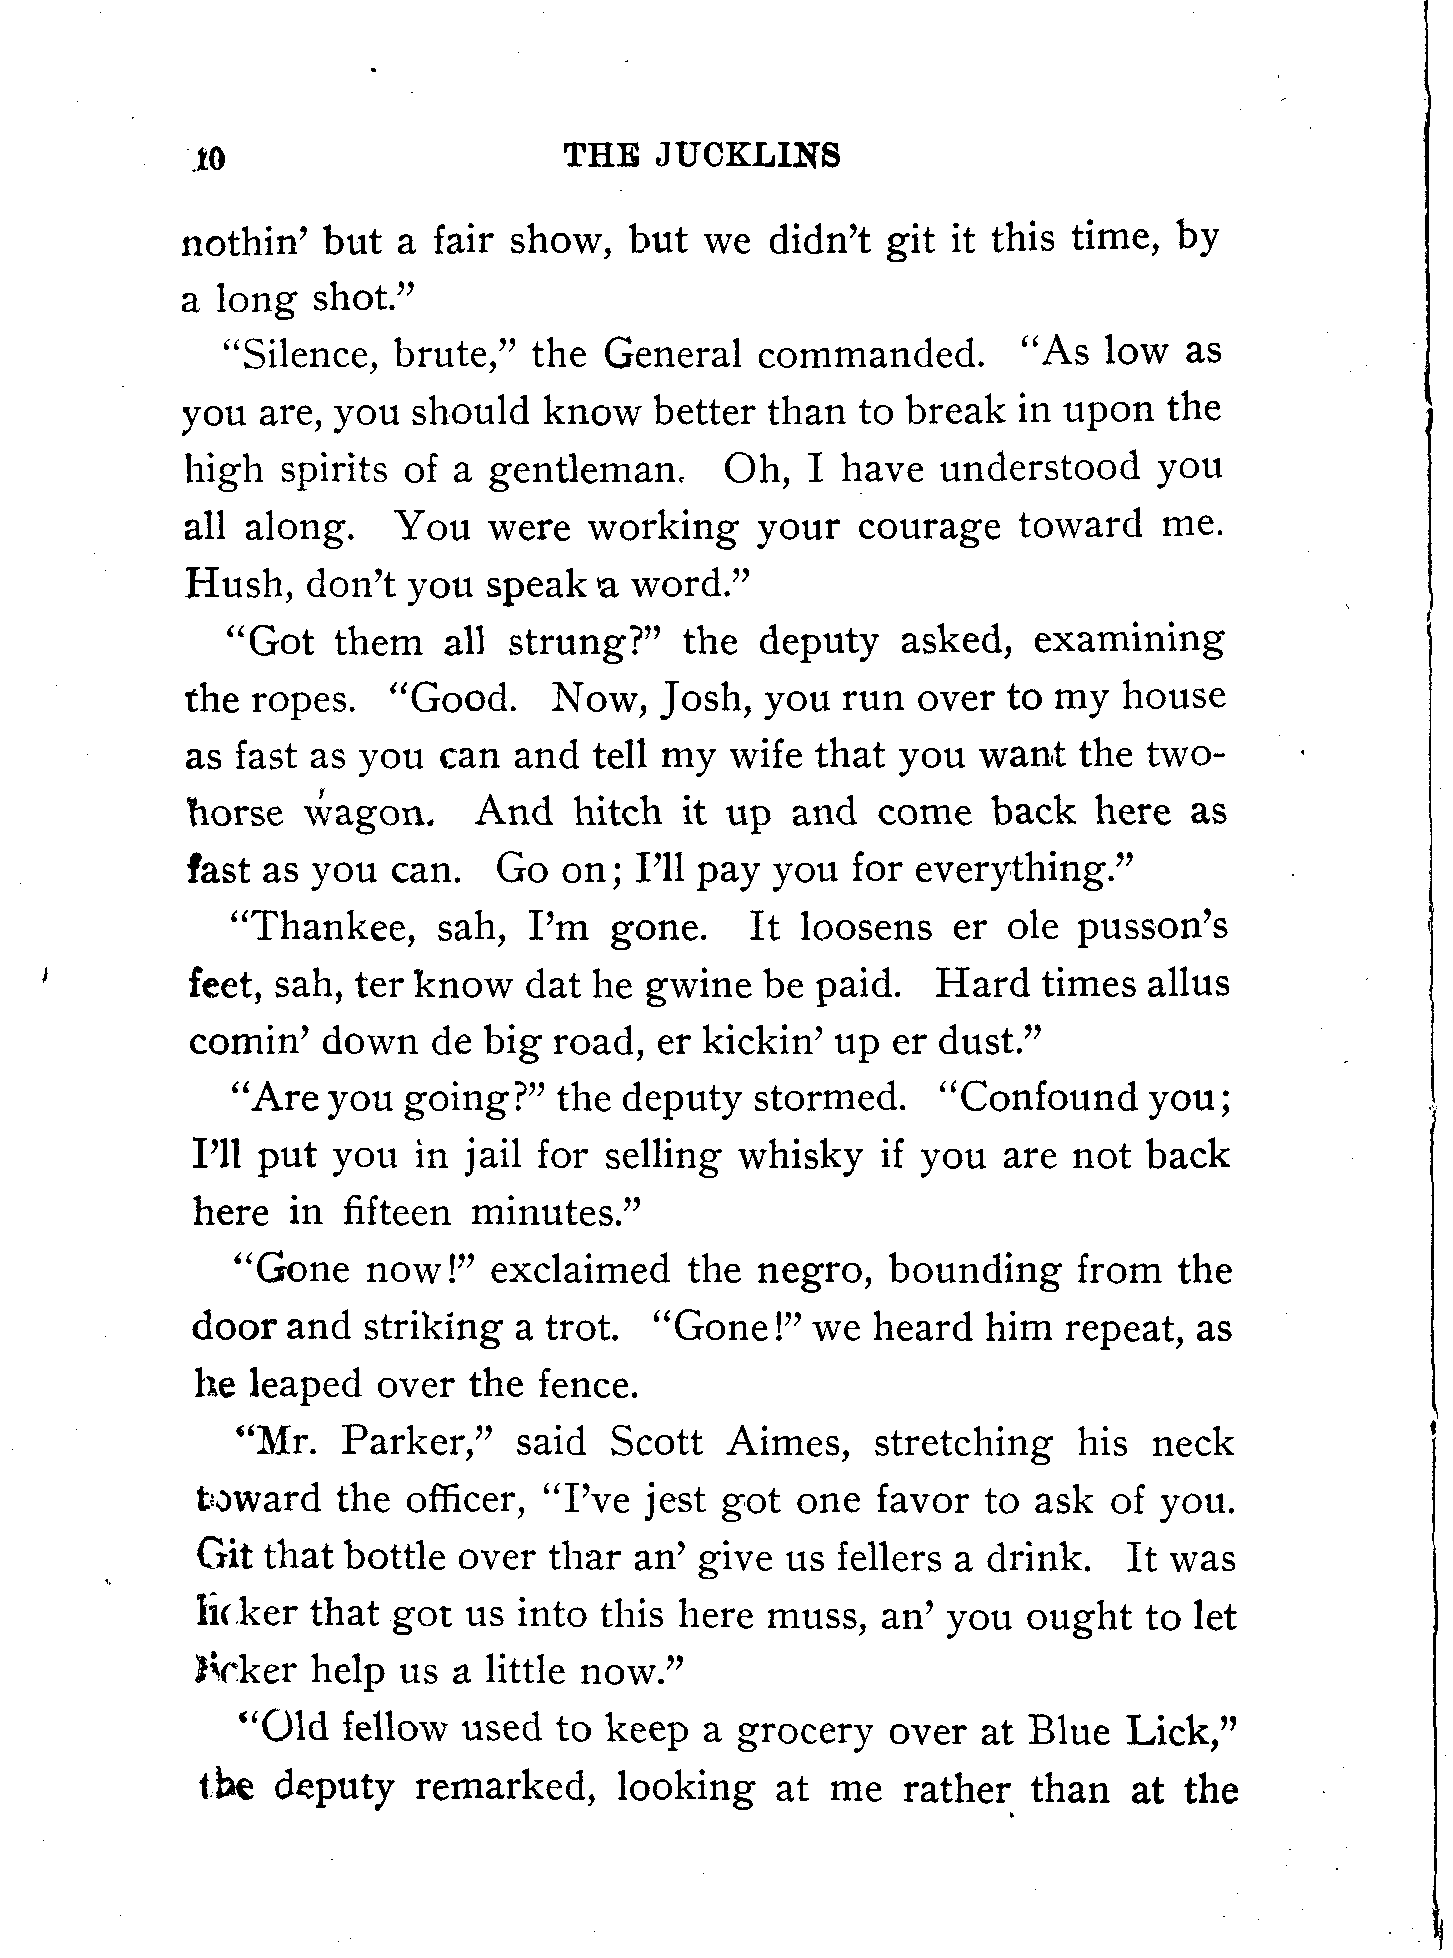 10 THE JUCKLINS
nothin’ but a fair show, but we didn’t git it this time, by
a long shot.”
“Silence, brute,” the General commanded. “As low as
you are, you should know better than to break in upon the
high spirits of a gentleman. Oh, I have understood you
all along. You were working your courage toward me.
Hush, don’t you speak a word.”
“Got them all strung?” the deputy asked, examining
the ropes. “Good. Now, Josh, you run over to my house
as fast as you can and tell my wife that you want the two-
horse wagon. And hitch it up and come back here as
fast as you can. Go on; I’ll pay you for everything.”
“Thankee, sah, I’m gone. It loosens er ole pusson’s
feet, sah, ter know dat he gwine be paid. Hard times allus
comin’ down de big road, er kickin’ up er dust.”
“Are you going?” the deputy stormed. “Confound you;
I’ll put you in jail for selling whisky if you are not back
here in fifteen minutes.”
“Gone now!” exclaimed the negro, bounding from the
door and striking a trot. “Gone!” we heard him repeat, as
he leaped over the fence.
“Mr. Parker,” said Scott Aimes, stretching his neck
toward the officer, “I’ve jest got one favor to ask of you.
Git that bottle over thar an’ give us fellers a drink. It was
licker that got us into this here muss, an’ you ought to let
licker help us a little now.”
“Old fellow used to keep a grocery over at Blue Lick,”
the deputy remarked, looking at me rather than at the